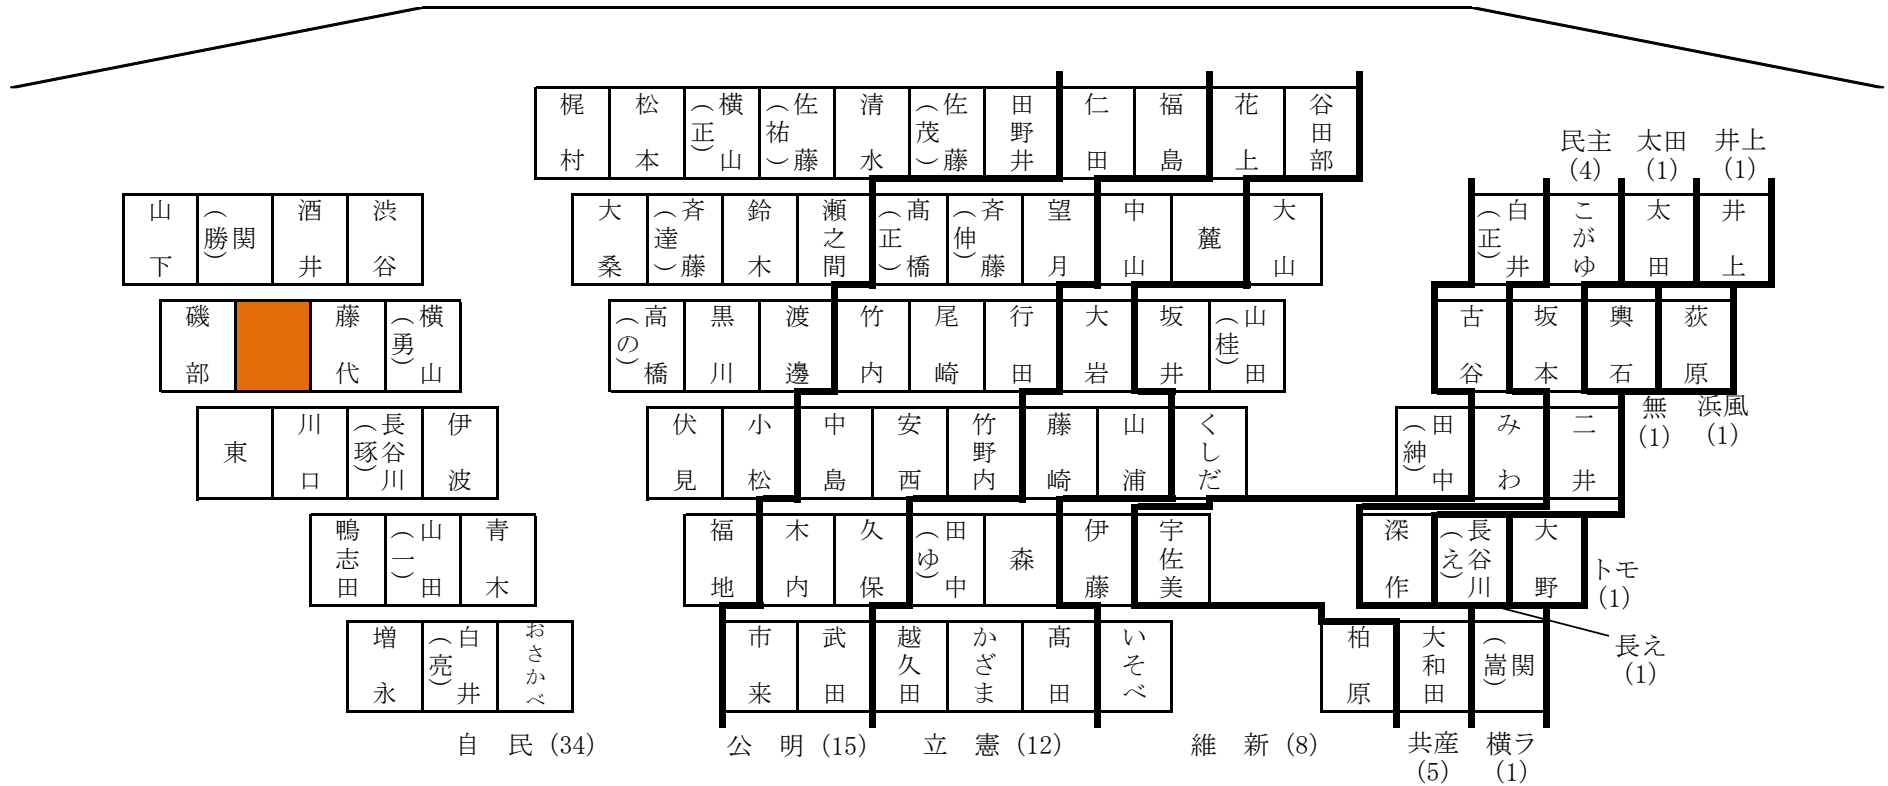 梶村 松本 横山（正） 佐藤（祐） 清水 佐藤（茂） 田野井 仁田 福島 花上 谷田部
民主 太田 井上
(4) (1) (1)
山下 関（勝） 酒井 渋谷 大桑 斉藤（達） 鈴木 瀬之間 髙橋（正） 斉藤（伸） 望月 中山 麓 大山 白井（正） こがゆ 太田 井上
磯部 藤代 横山（勇） 高橋（の） 黒川 渡邊 竹内 尾崎 行田 大岩 坂井 山田（桂） 古谷 坂本 輿石 荻原
無 浜風
(1) (1)
東 川口 長谷川（琢） 伊波 伏見 小松 中島 安西 竹野内 藤崎 山浦 くしだ 田中（紳） みわ 二井
鴨志田 山田（一） 青木 福地 木内 久保 田中（ゆ） 森 伊藤 宇佐美 深作 長谷川（え） 大野
トモ
(1)
増永 白井（亮） おさかべ 市来 武田 越久田 かざま 髙田 いそべ 柏原 大和田 関（嵩）
長え
(1)
自 民 (34) 公 明 (15) 立 憲 (12) 維 新 (8) 共産 横ラ
(5) (1)